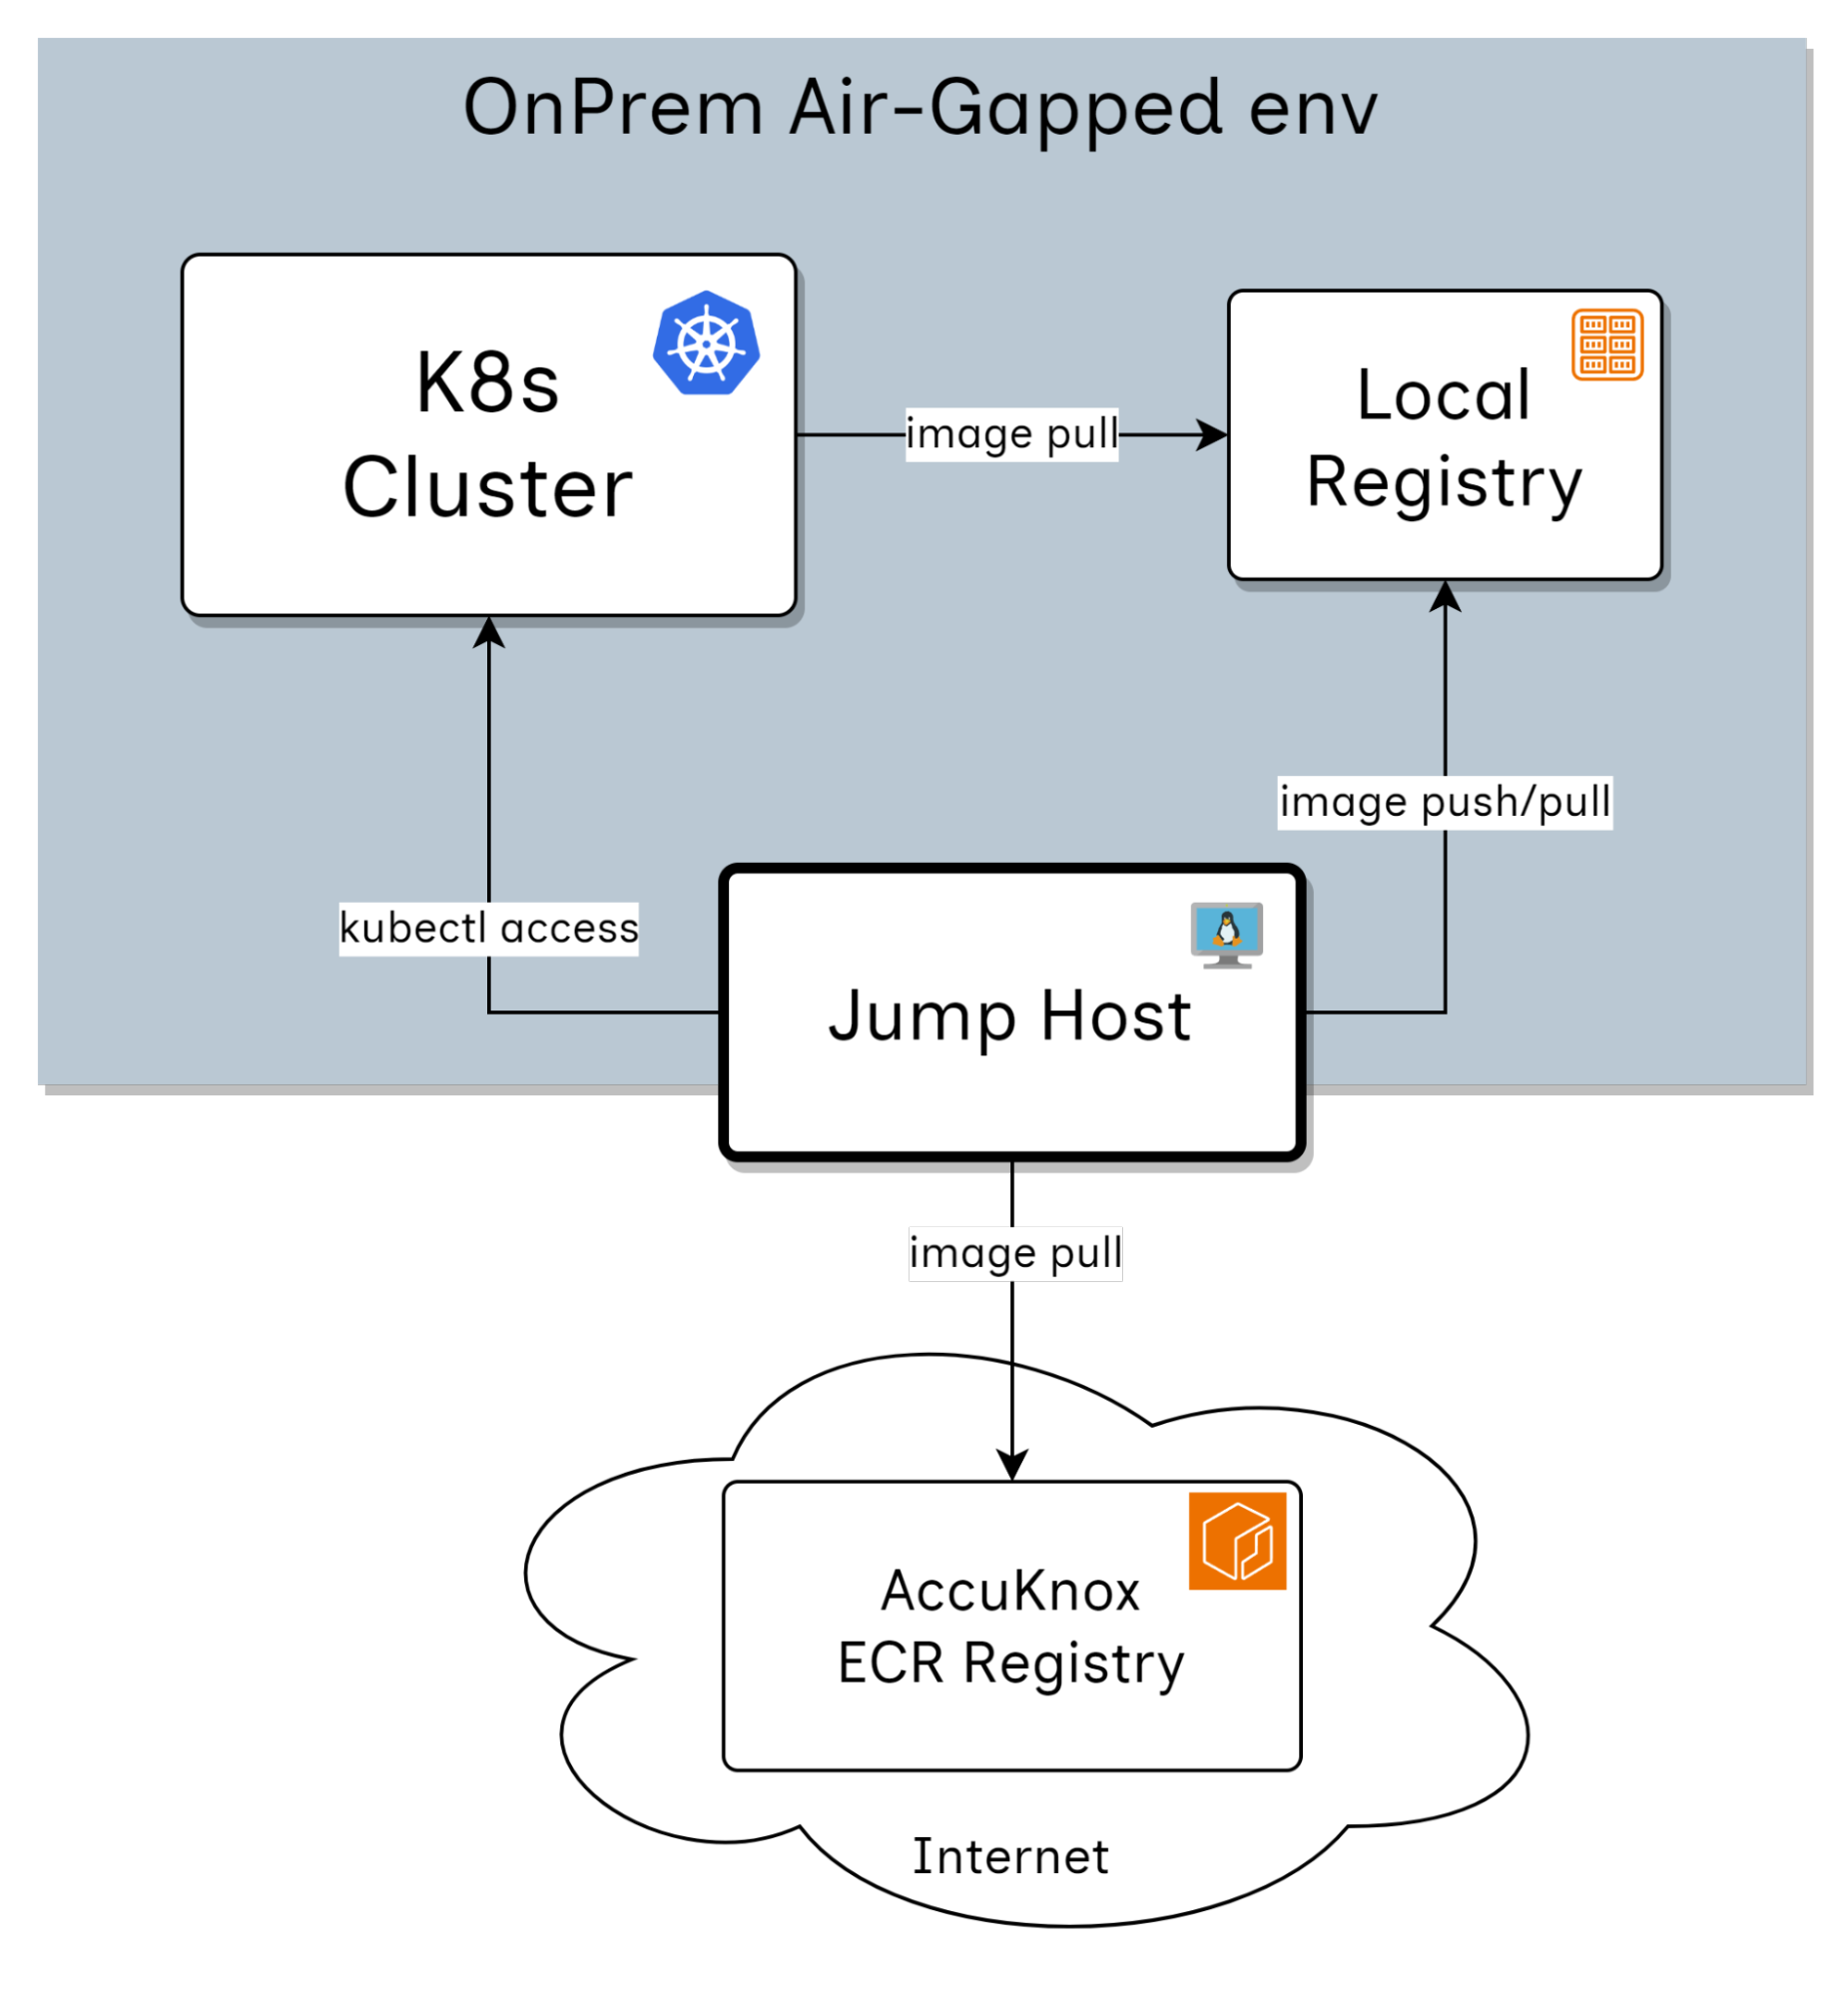 OnPrem Air-Gapped env
K8s
Cluster
image pull
Local
Registry
image push/pull
kubectl access
Jump Host
image pull
AccuKnox
ECR Registry
Internet